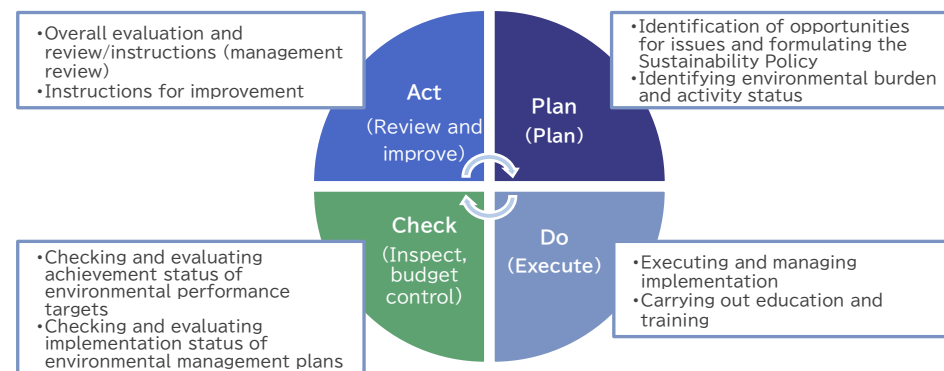 ・Overall evaluation and
review/instructions (management
review)
・Instructions for improvement
Act
(Review and
improve)
Plan
(Plan)
・Identification of opportunities
for issues and formulating the
Sustainability Policy
・Identifying environmental burden
and activity status
・Checking and evaluating
achievement status of
environmental performance
targets
・Checking and evaluating
implementation status of
environmental management plans
Check
(Inspect,
budget
control)
Do
(Execute)
・Executing and managing
implementation
・Carrying out education and
training